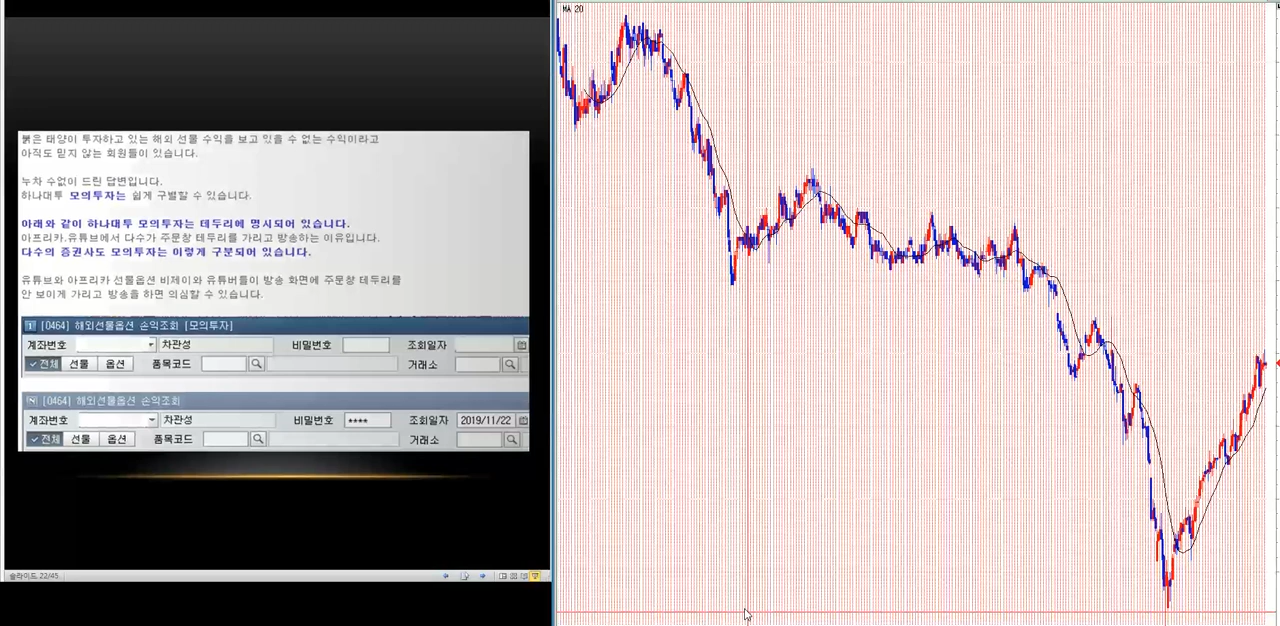 붉은 태양이 투자하고 있는 해외 선물 수익을 보고 있을 수 없는 수익이라고
아직도 믿지 않는 회원들이 있습니다.
누차 수없이 드린 답변입니다.
하나대투 모의투자는 쉽게 구별할 수 있습니다.
아래와 같이 하나대투 모의투자는 테두리에 명시되어 있습니다.
아프리카.유튜브에서 다수가 주문창 테두리를 가리고 방송하는 이유입니다.
다수의 증권사도 모의투자는 이렇게 구분되어 있습니다.
유튜브와 아프리카 선물옵션 비제이와 유튜버들이 방송 화면에 주문창 테두리를
안 보이게 가리고 방송을 하면 의심할 수 있습니다.
[0464] 해외선물옵션 손익조회 [모의투자]
계좌번호 차관성 비밀번호 조회일자
전체 선물 옵션 품목코드 거래소
[0464] 해외선물옵션 손익조회
계좌번호 차관성 비밀번호 **** 조회일자 2019/11/22
전체 선물 옵션 품목코드 거래소
슬라이드 22/45
MA 20